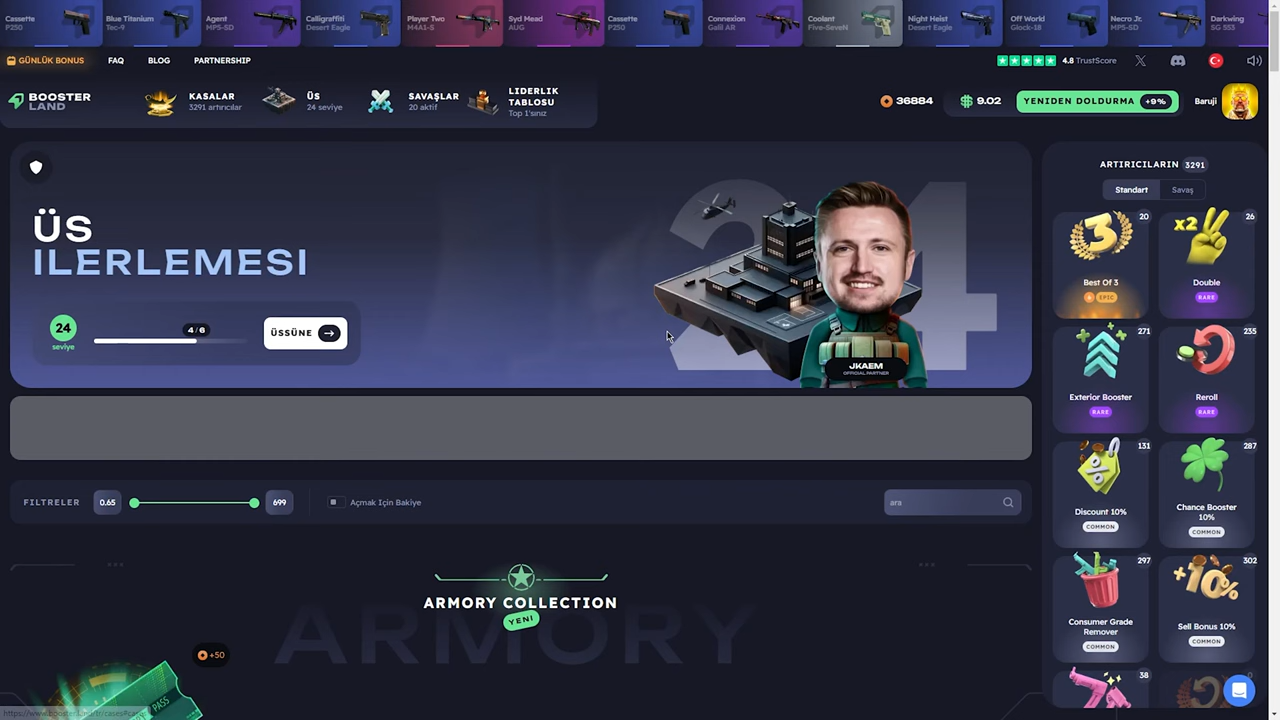 Cassette
P250
Blue Titanium
Tec-9
Agent
MP5-SD
Calligraffiti
Desert Eagle
Player Two
M4A1-S
Syd Mead
AUG
Cassette
P250
Connexion
Galil AR
Coolant
Five-SeveN
Night Heist
Desert Eagle
Off World
Glock-18
Necro Jr.
MP5-SD
Darkwing
SG 553
GÜNLÜK BONUS
FAQ
BLOG
PARTNERSHIP
4.8 TrustScore
BOOSTER
LAND
KASALAR
3291 artırıcılar
ÜS
24 seviye
SAVAŞLAR
20 aktif
LIDERLIK
TABLOSU
Top 1'sınız
36884
9.02
YENIDEN DOLDURMA +9%
Baruji
ÜS
ILERLEMESI
24
24
seviye
4/6
ÜSSÜNE
JKAEM
OFFICIAL PARTNER
ARTIRICILARIN 3291
Standart
Savaş
20
Best Of 3
EPIC
x2
26
Double
RARE
271
Exterior Booster
RARE
235
Reroll
RARE
131
Discount 10%
COMMON
287
Chance Booster
10%
COMMON
297
Consumer Grade
Remover
COMMON
+10%
302
Sell Bonus 10%
COMMON
38
FILTRELER
0.65
699
Açmak Için Bakiye
ara
ARMORY
ARMORY COLLECTION
YENI
+50
PASS